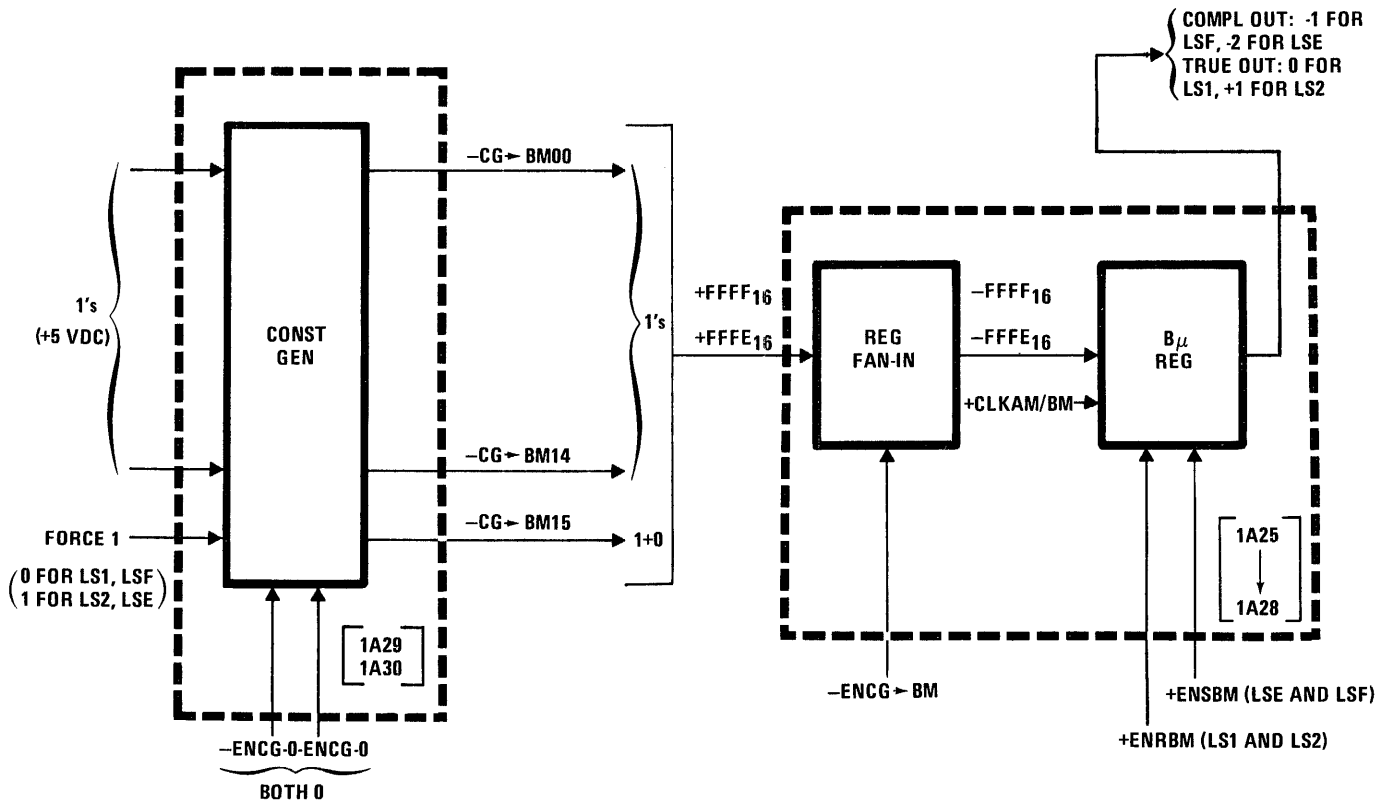 COMPL OUT: -1 FOR
LSF, -2 FOR LSE
TRUE OUT: 0 FOR
LS1, +1 FOR LS2
–CG→BM00
1's
(+5 VDC)
CONST
GEN
1's
+FFFF16
+FFFE16
REG
FAN-IN
–FFFF16
–FFFE16
+CLKAM/BM
Bμ
REG
–CG→BM14
–CG→BM15
FORCE 1
1+0
(0 FOR LS1, LSF
1 FOR LS2, LSE)
1A29
1A30
1A25
1A28
–ENCG→BM
+ENSBM (LSE AND LSF)
+ENRBM (LS1 AND LS2)
–ENCG-0-ENCG-0
BOTH 0